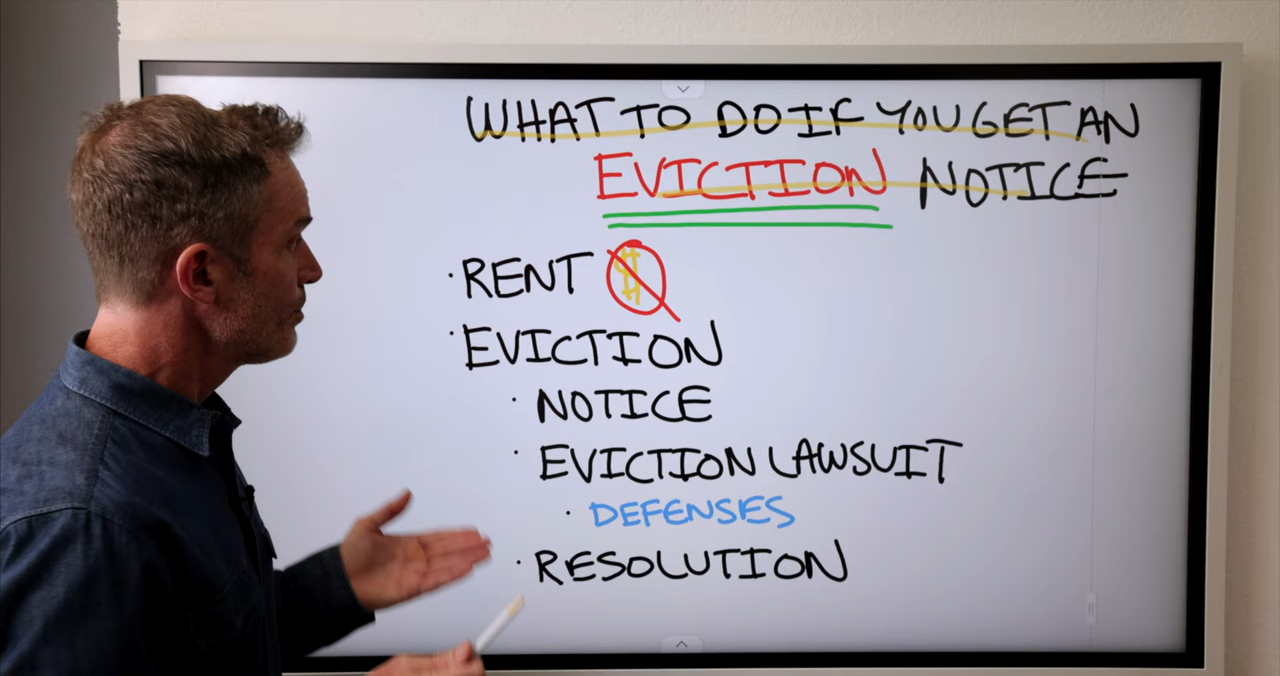 WHAT TO DO IF YOU GET AN
EVICTION NOTICE
· RENT $
· EVICTION
· NOTICE
· EVICTION LAWSUIT
· DEFENSES
· RESOLUTION